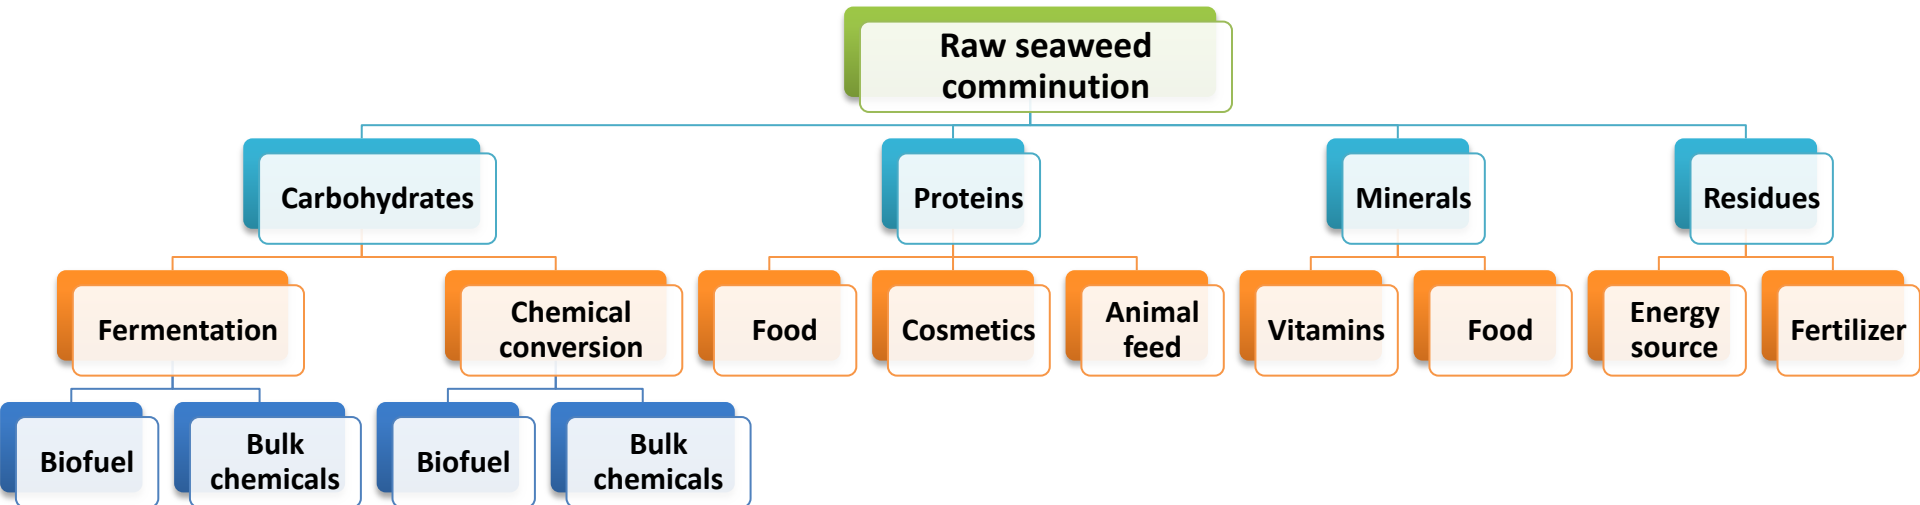 Raw seaweed
comminution
Carbohydrates
Proteins
Minerals
Residues
Fermentation
Chemical
conversion
Food
Cosmetics
Animal
feed
Vitamins
Food
Energy
source
Fertilizer
Biofuel
Bulk
chemicals
Biofuel
Bulk
chemicals